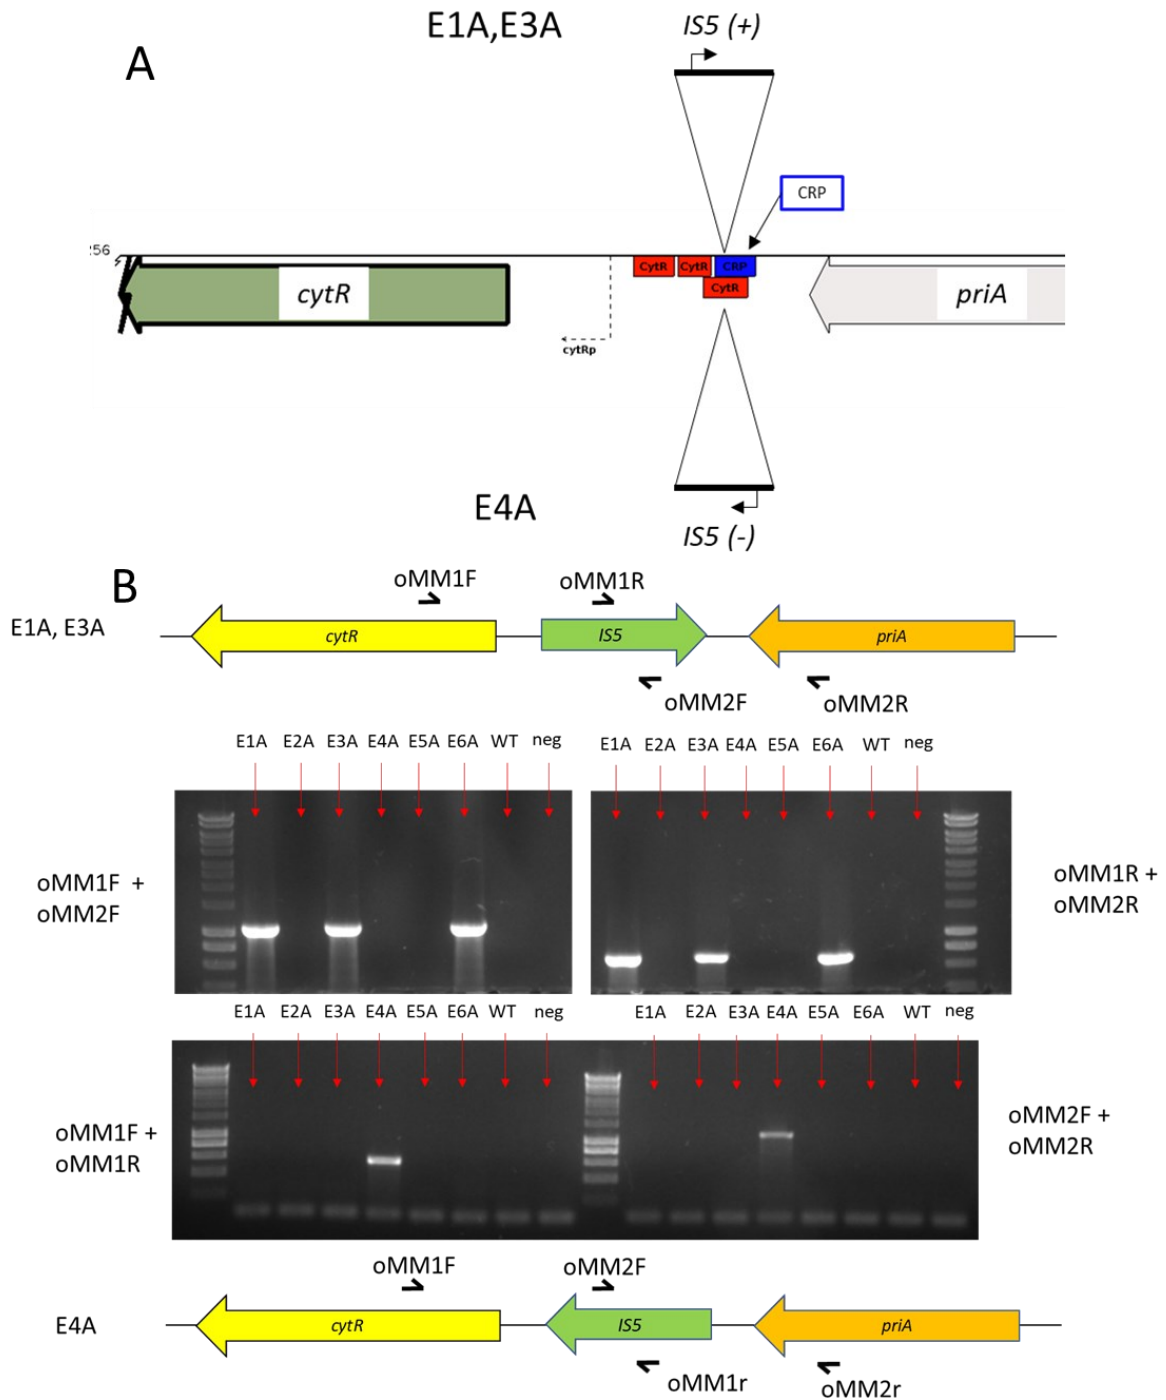 E1A,E3A
IS5 (+)
A
CRP
:56
CytR
CytR
CRP
CytR
cytR
priA
cytRp
E4A
IS5 (-)
B
oMM1F
oMM1R
E1A, E3A
cytR
IS5
priA
oMM2F
oMM2R
E1A E2A E3A E4A E5A E6A WT neg
E1A E2A E3A E4A E5A E6A WT neg
oMM1F +
oMM2F
oMM1R +
oMM2R
E1A E2A E3A E4A E5A E6A WT neg
E1A E2A E3A E4A E5A E6A WT neg
oMM1F +
oMM1R
oMM2F +
oMM2R
oMM1F
oMM2F
E4A
cytR
IS5
priA
oMM1r
oMM2r